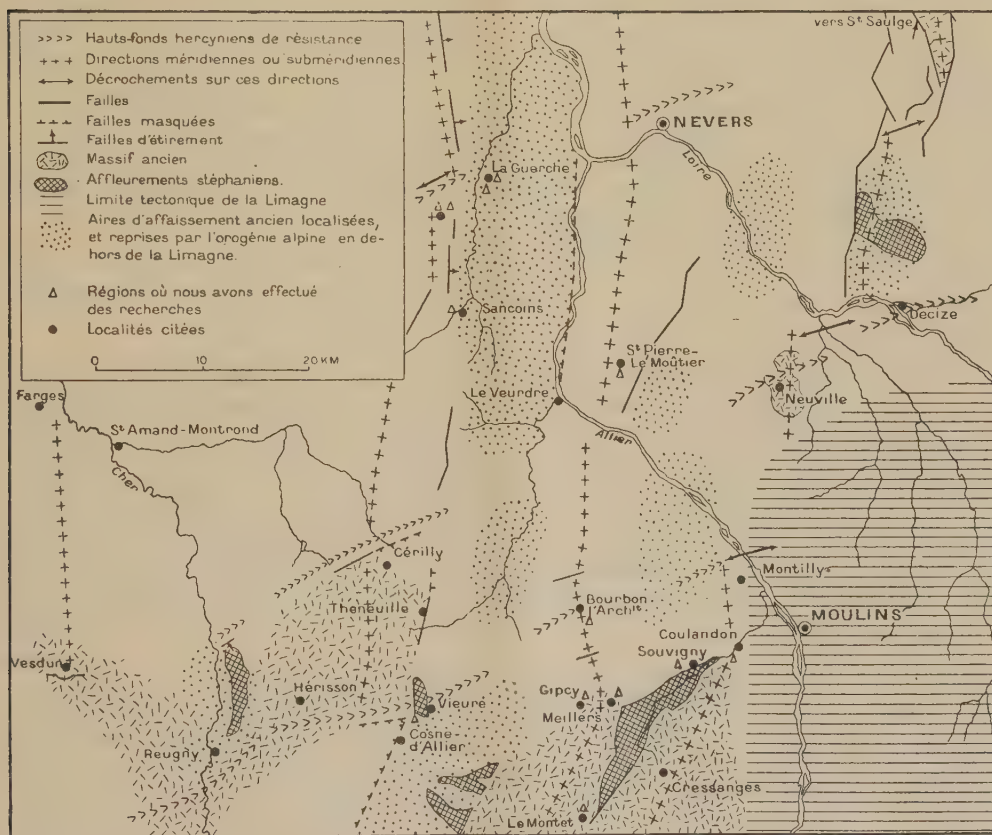 vers St Saulge
Hauts-fonds hercyniens de résistance
Directions méridiennes ou subméridiennes
Décrochements sur ces directions
Failles
Failles masquées
Failles d'étirement
Massif ancien
Affleurements stéphaniens.
Limite tectonique de la Limagne
Aires d'affaissement ancien localisées,
et reprises par l'orogénie alpine en de-
hors de la Limagne.
Régions où nous avons effectué
des recherches
Localités citées
0 10 20 KM
NEVERS
Loire
La Guerche
Sancoins
Decize
St Pierre-
Le Moûtier
Neuville
Le Veurdre
Farges
St Amand-Montrond
Cher
Allier
Cérilly
Montilly
Theneuille
Bourbon
l'Archlt
MOULINS
Coulandon
Souvigny
Vesdun
Hérisson
Vieure
Gipcy
Meillers
Cosne
d'Allier
Reugny
Cressanges
Le Montet